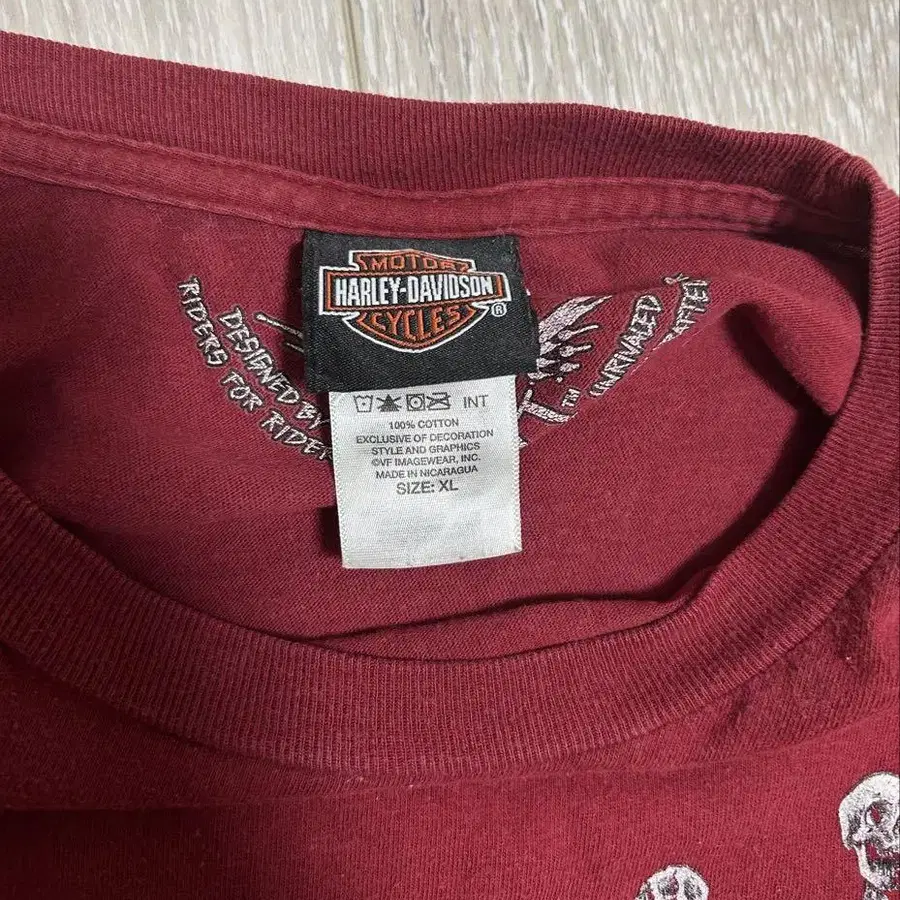 MOTOR
HARLEY-DAVIDSON
CYCLES
®
DESIGNED BY
RIDERS FOR
UNRIVALED
TM
INT
100% COTTON
EXCLUSIVE OF DECORATION
STYLE AND GRAPHICS
©VF IMAGEWEAR, INC.
MADE IN NICARAGUA
SIZE: XL